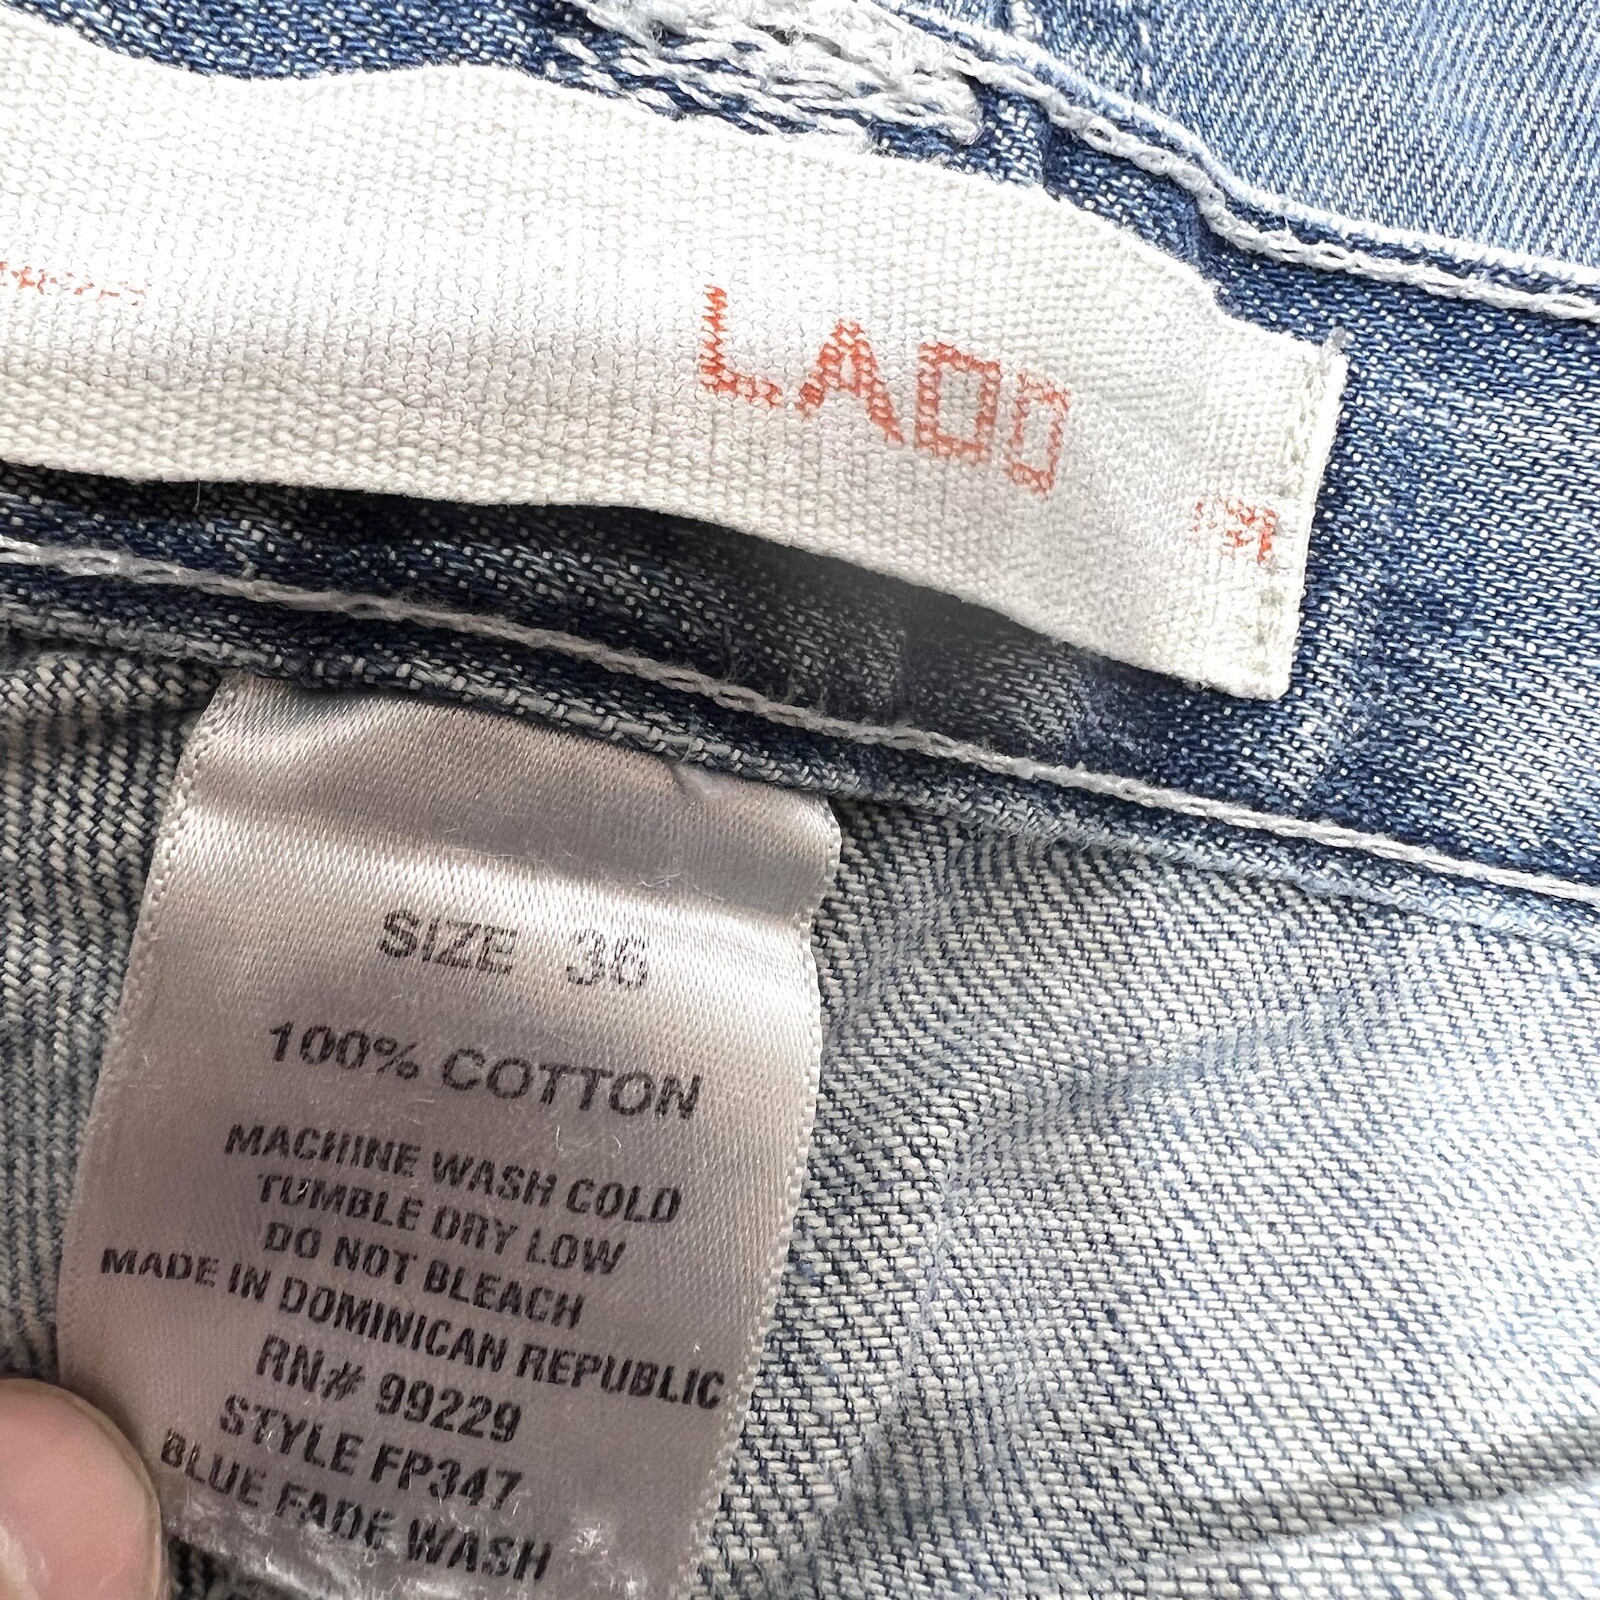 SIZE 36
100% COTTON
MACHINE WASH COLD
TUMBLE DRY LOW
DO NOT BLEACH
MADE IN DOMINICAN REPUBLIC
RN# 99229
STYLE FP347
BLUE FADE WASH